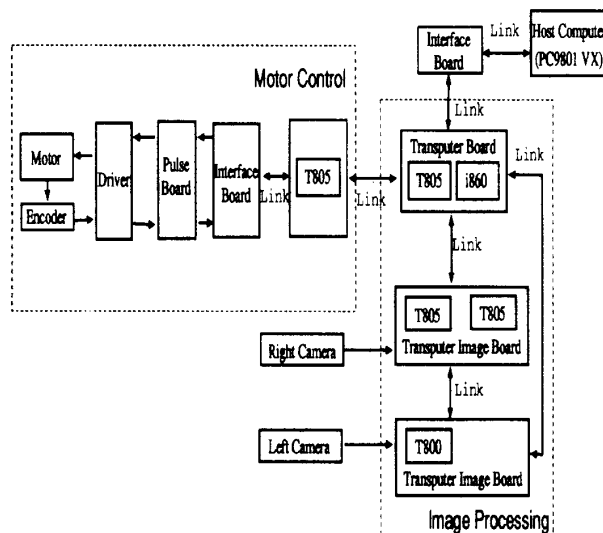 Link
Host Computer
(PC9801 VX)
Interface
Board
Link
Motor Control
Motor
Encoder
Driver
Pulse
Board
Interface
Board
Link
T805
Link
Transputer Board
T805
i860
Link
Link
T805
T805
Transputer Image Board
Right Camera
Link
Left Camera
T800
Transputer Image Board
Image Processing